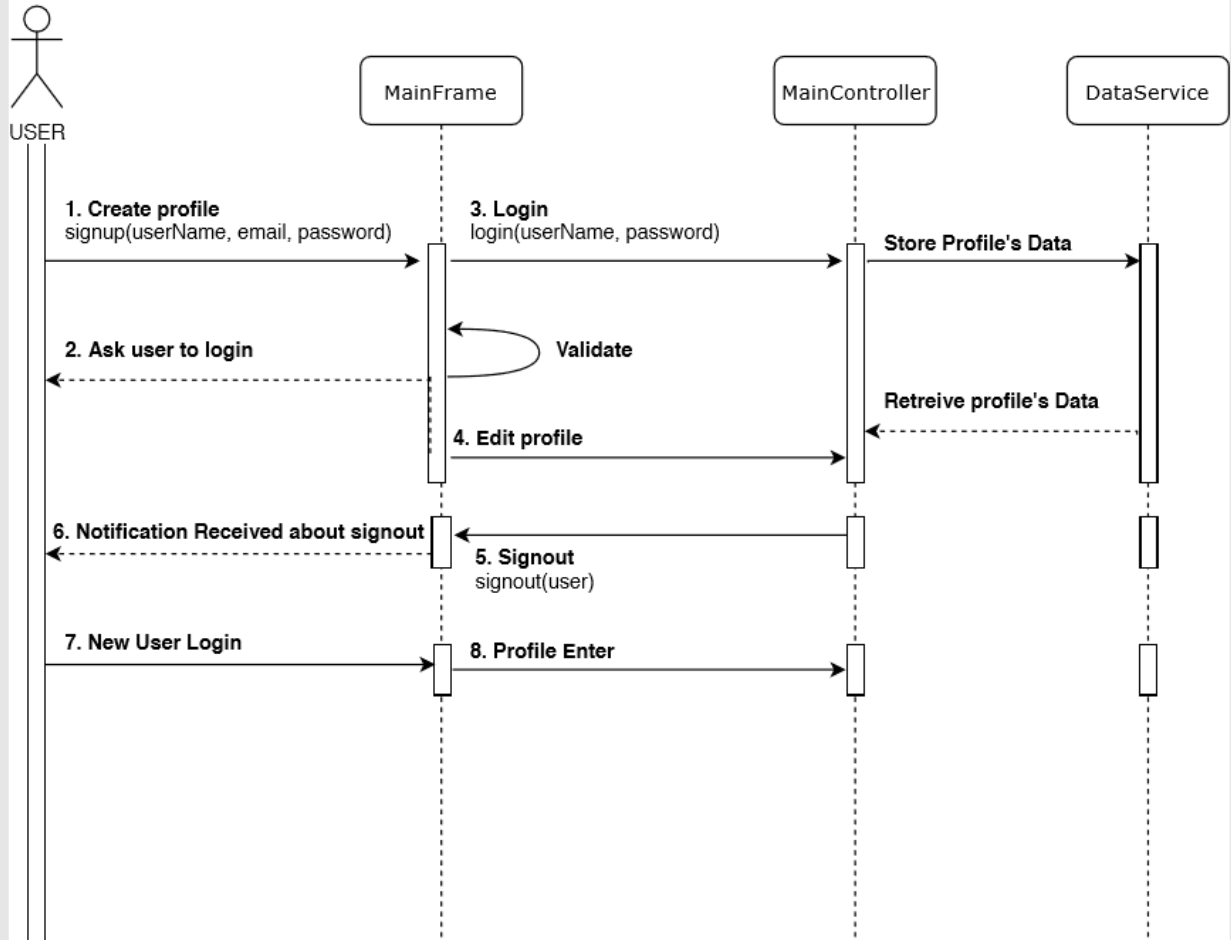 USER
MainFrame
MainController
DataService
1. Create profile
signup(userName, email, password)
3. Login
login(userName, password)
Store Profile's Data
2. Ask user to login
Validate
Retreive profile's Data
4. Edit profile
6. Notification Received about signout
5. Signout
signout(user)
7. New User Login
8. Profile Enter